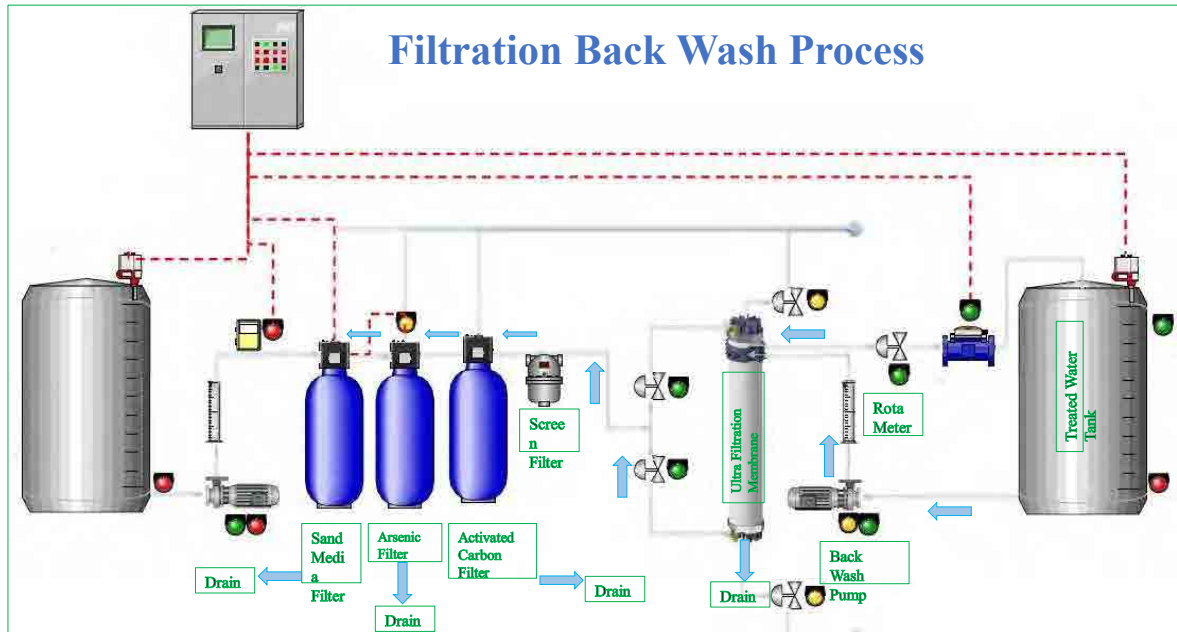 Filtration Back Wash Process
Scree
n
Filter
Ultra Filtration
Membrane
Rota
Meter
Treated Water
Tank
Sand
Medi
a
Filter
Arsenic
Filter
Activated
Carbon
Filter
Back
Wash
Pump
Drain
Drain
Drain
Drain